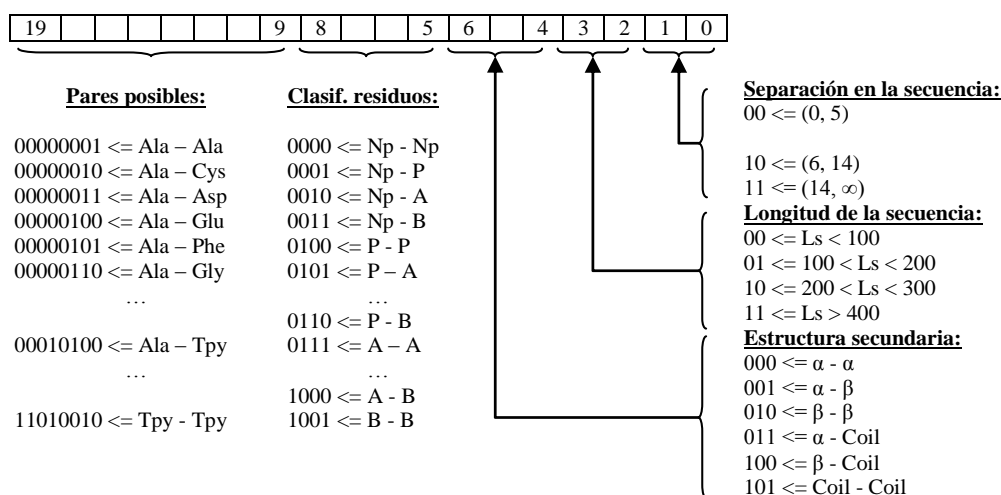 19 9 8 5 6 4 3 2 1 0
Pares posibles:
00000001 <= Ala – Ala
00000010 <= Ala – Cys
00000011 <= Ala – Asp
00000100 <= Ala – Glu
00000101 <= Ala – Phe
00000110 <= Ala – Gly
…
00010100 <= Ala – Tpy
…
11010010 <= Tpy - Tpy
Clasif. residuos:
0000 <= Np - Np
0001 <= Np - P
0010 <= Np - A
0011 <= Np - B
0100 <= P - P
0101 <= P – A
…
0110 <= P - B
0111 <= A – A
…
1000 <= A - B
1001 <= B - B
Separación en la secuencia:
00 <= (0, 5)
10 <= (6, 14)
11 <= (14, ∞)
Longitud de la secuencia:
00 <= Ls < 100
01 <= 100 < Ls < 200
10 <= 200 < Ls < 300
11 <= Ls > 400
Estructura secundaria:
000 <= α - α
001 <= α - β
010 <= β - β
011 <= α - Coil
100 <= β - Coil
101 <= Coil - Coil